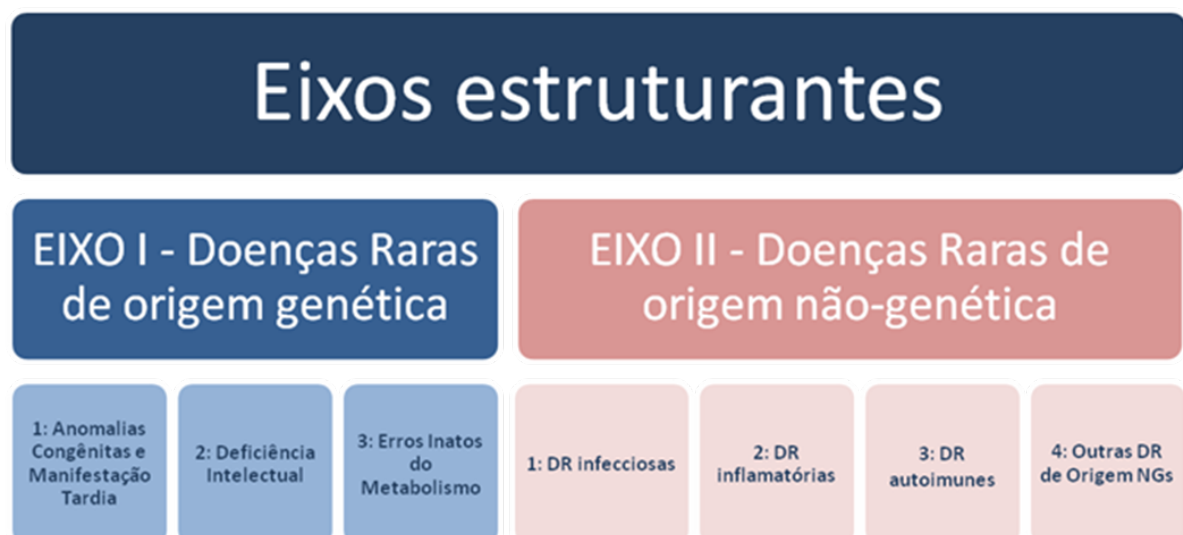 Eixos estruturantes
EIXO I - Doenças Raras
de origem genética
EIXO II - Doenças Raras de
origem não-genética
1: Anomalias
Congênitas e
Manifestação
Tardia
2: Deficiência
Intelectual
3: Erros Inatos
do
Metabolismo
1: DR infecciosas
2: DR
inflamatórias
3: DR
autoimunes
4: Outras DR
de Origem NGs